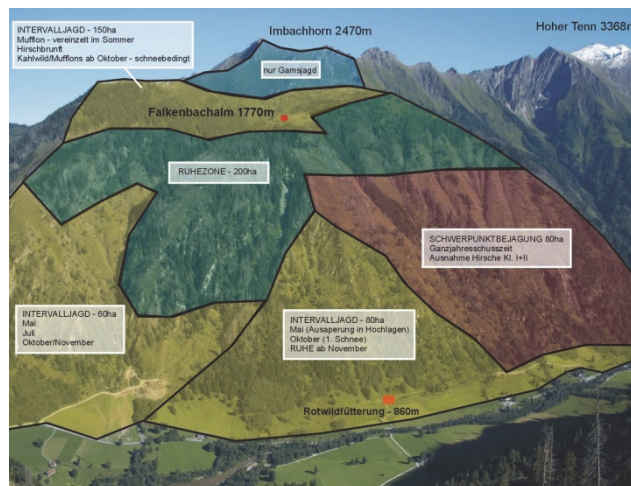 Imbachhorn 2470m
Hoher Tenn 3368m
INTERVALLJAGD - 150ha
Mufflon - vereinzelt im Sommer
Hirschbrunft
Kahlwild/Mufflons ab Oktober - schneebedingt
nur Gamsjagd
Falkenbachalm 1770m
RUHEZONE - 200ha
SCHWERPUNKTBEJAGUNG 80ha
Ganzjahresschusszeit
Ausnahme Hirsche Kl. I+II
INTERVALLJAGD - 60ha
Mai
Juli
Oktober/November
INTERVALLJAGD - 80ha
Mai (Ausaperung in Hochlagen)
Oktober (1. Schnee)
RUHE ab November
Rotwildfütterung - 860m